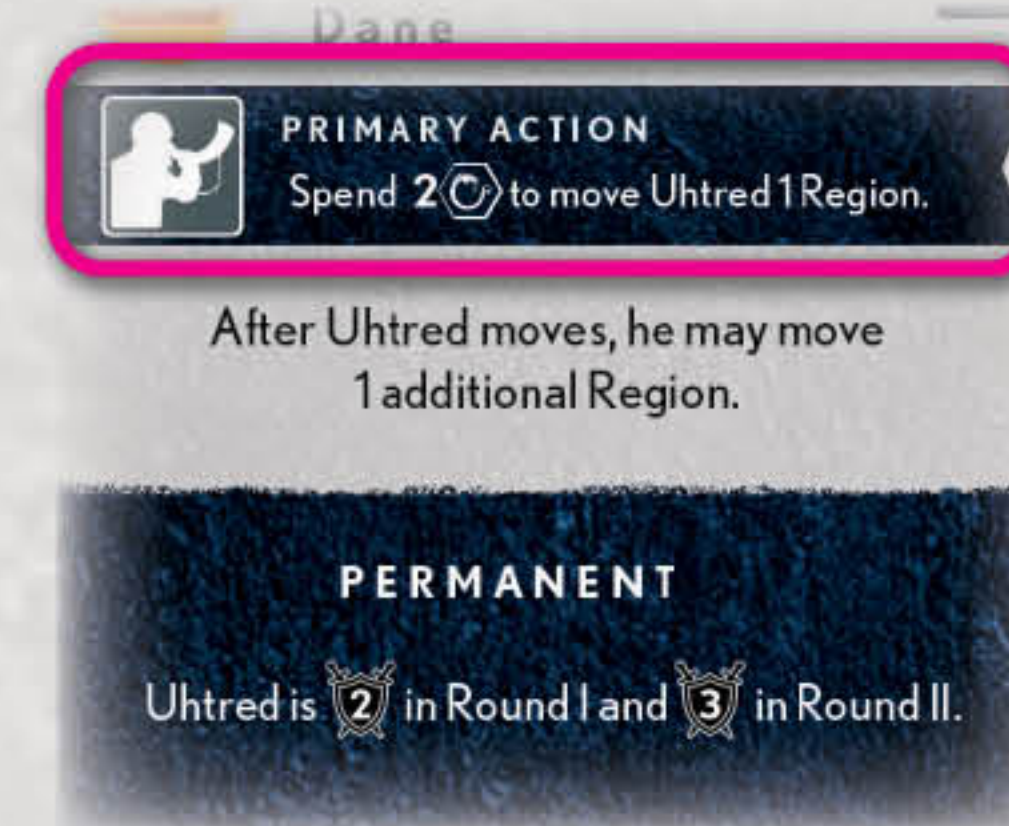 Dane
PRIMARY ACTION
Spend 2 to move Uhtred 1 Region.
After Uhtred moves, he may move
1 additional Region.
PERMANENT
Uhtred is 2 in Round I and 3 in Round II.